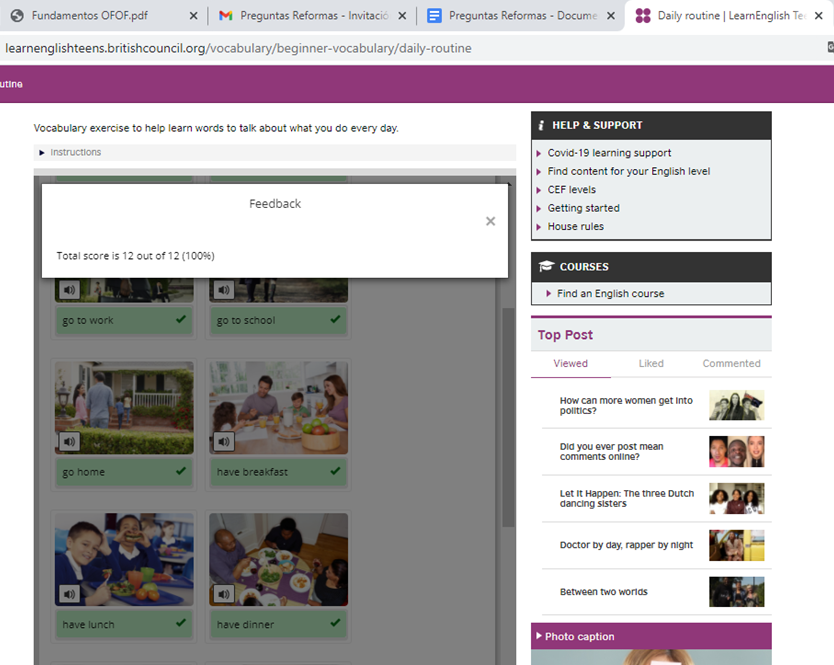 Fundamentos OFOF.pdf
Preguntas Reformas - Invitació
Preguntas Reformas - Docume
Daily routine | LearnEnglish Te
learnenglishteens.britishcouncil.org/vocabulary/beginner-vocabulary/daily-routine
utine
Vocabulary exercise to help learn words to talk about what you do every day.
Instructions
Feedback
Total score is 12 out of 12 (100%)
go to work
go to school
go home
have breakfast
have lunch
have dinner
HELP & SUPPORT
Covid-19 learning support
Find content for your English level
CEF levels
Getting started
House rules
COURSES
Find an English course
Top Post
Viewed
Liked
Commented
How can more women get into
politics?
Did you ever post mean
comments online?
Let It Happen: The three Dutch
dancing sisters
Doctor by day, rapper by night
Between two worlds
Photo caption